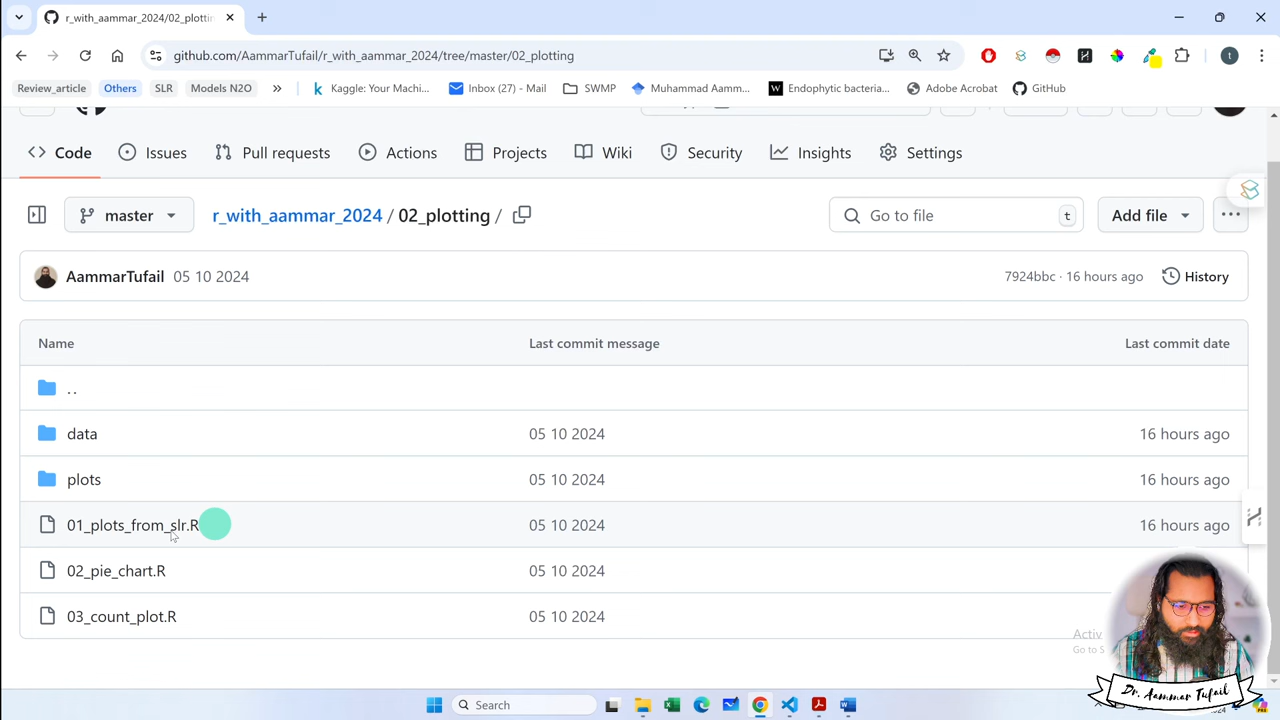 r_with_aammar_2024/02_plotti
github.com/AammarTufail/r_with_aammar_2024/tree/master/02_plotting
Review_article Others SLR Models N2O » Kaggle: Your Machi... Inbox (27) - Mail SWMP Muhammad Aamm... Endophytic bacteria... Adobe Acrobat GitHub
Code Issues Pull requests Actions Projects Wiki Security Insights Settings
master r_with_aammar_2024 / 02_plotting / Go to file t Add file
AammarTufail 05 10 2024 7924bbc · 16 hours ago History
Name Last commit message Last commit date
..
data 05 10 2024 16 hours ago
plots 05 10 2024 16 hours ago
01_plots_from_slr.R 05 10 2024 16 hours ago
02_pie_chart.R 05 10 2024
03_count_plot.R 05 10 2024
Activ
Go to S
Dr. Aammar Tufail
Search